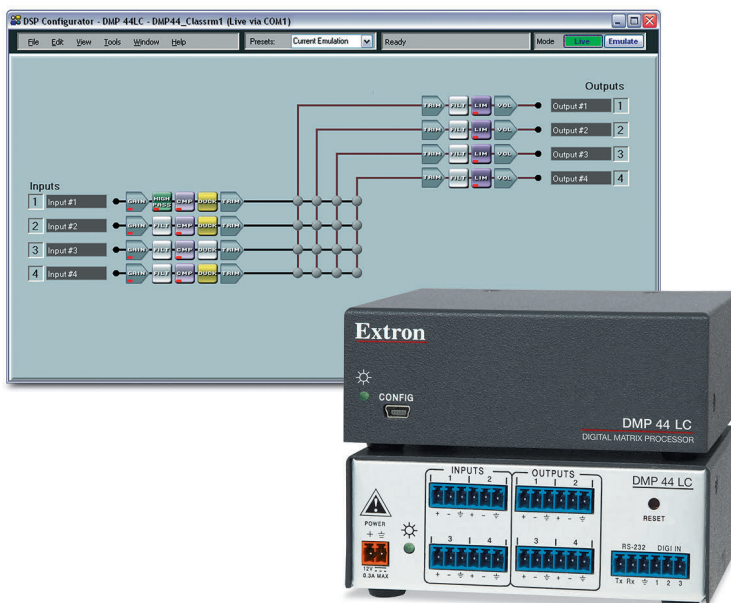 DSP Configurator - DMP 44LC - DMP44_Classrm1 (Live via COM1)
File Edit View Tools Window Help Presets: Current Emulation Ready Mode Live Emulate
Outputs
TRIM FILT LIM VOL Output #1 1
TRIM FILT LIM VOL Output #2 2
TRIM FILT LIM VOL Output #3 3
TRIM FILT LIM VOL Output #4 4
Inputs
1 Input #1 GAIN HIGH PASS CMP DUCK TRIM
2 Input #2 GAIN FILT CMP DUCK TRIM
3 Input #3 GAIN FILT CMP DUCK TRIM
4 Input #4 GAIN FILT CMP DUCK TRIM
Extron
CONFIG
DMP 44 LC
DIGITAL MATRIX PROCESSOR
INPUTS OUTPUTS DMP 44 LC
1 2 1 2
RESET
+ - + - + - + -
POWER
+
3 4 3 4
RS-232 DIGI IN
12V
0.3A MAX
+ - + - + - + -
Tx Rx 1 2 3